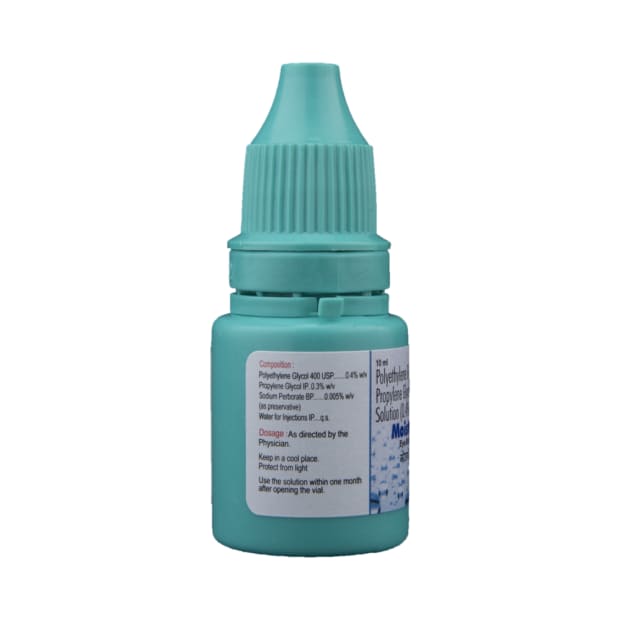 Composition :
Polyethylene Glycol 400 USP.......0.4% w/v
Propylene Glycol IP..0.3% w/v
Sodium Perborate BP.......0.005% w/v
(as preservative)
Water for Injections IP....q.s.
Dosage : As directed by the
Physician.
Keep in a cool place.
Protect from light
Use the solution within one month
after opening the vial.
10 ml
Polyethylene
Propylene
Solution